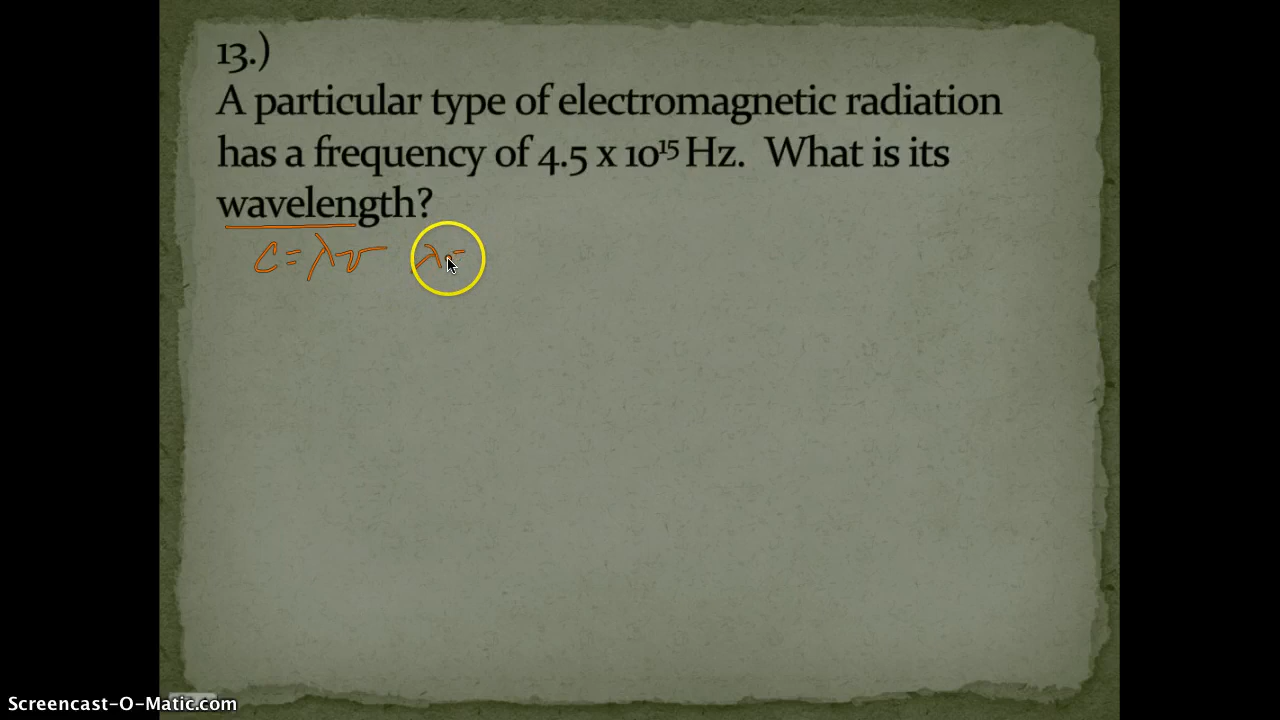 13.)
A particular type of electromagnetic radiation
has a frequency of 4.5 x 10¹⁵ Hz. What is its
wavelength?
C = λν λ=
Screencast-O-Matic.com